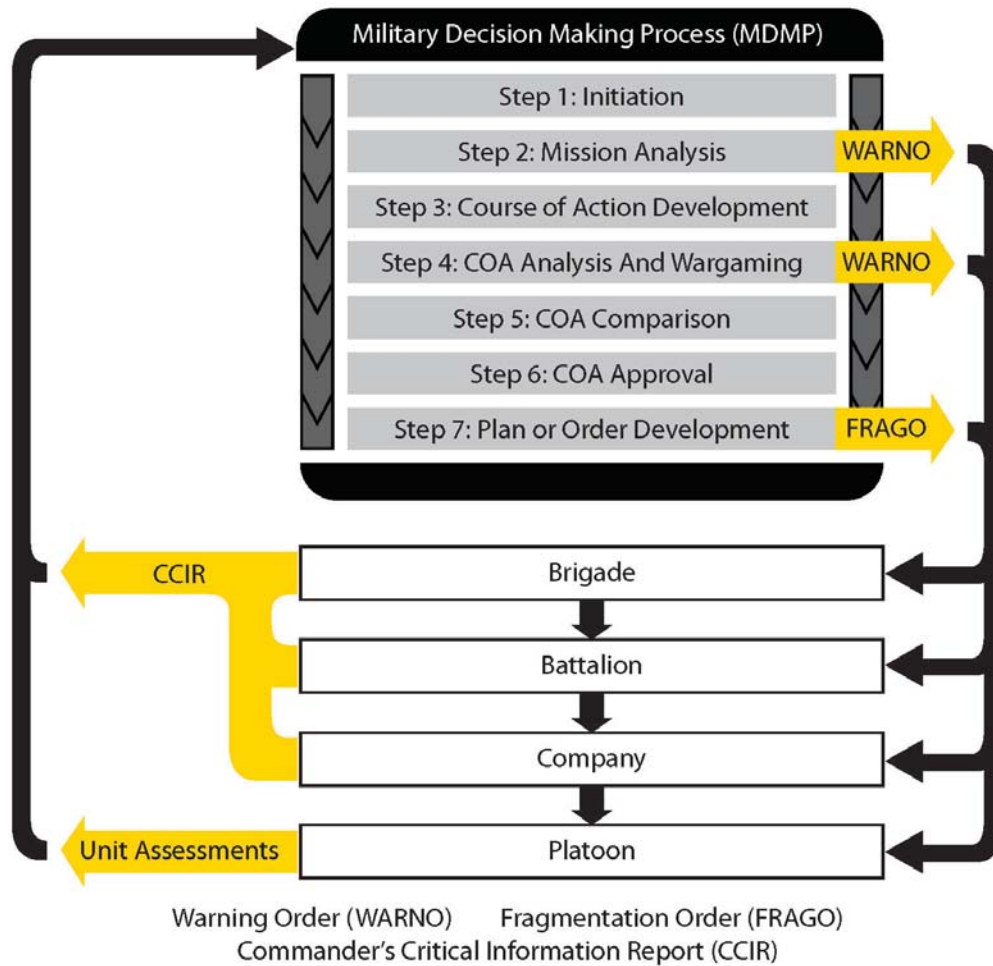 Military Decision Making Process (MDMP)
Step 1: Initiation
Step 2: Mission Analysis
WARNO
Step 3: Course of Action Development
Step 4: COA Analysis And Wargaming
WARNO
Step 5: COA Comparison
Step 6: COA Approval
Step 7: Plan or Order Development
FRAGO
CCIR
Brigade
Battalion
Company
Unit Assessments
Platoon
Warning Order (WARNO)
Fragmentation Order (FRAGO)
Commander's Critical Information Report (CCIR)